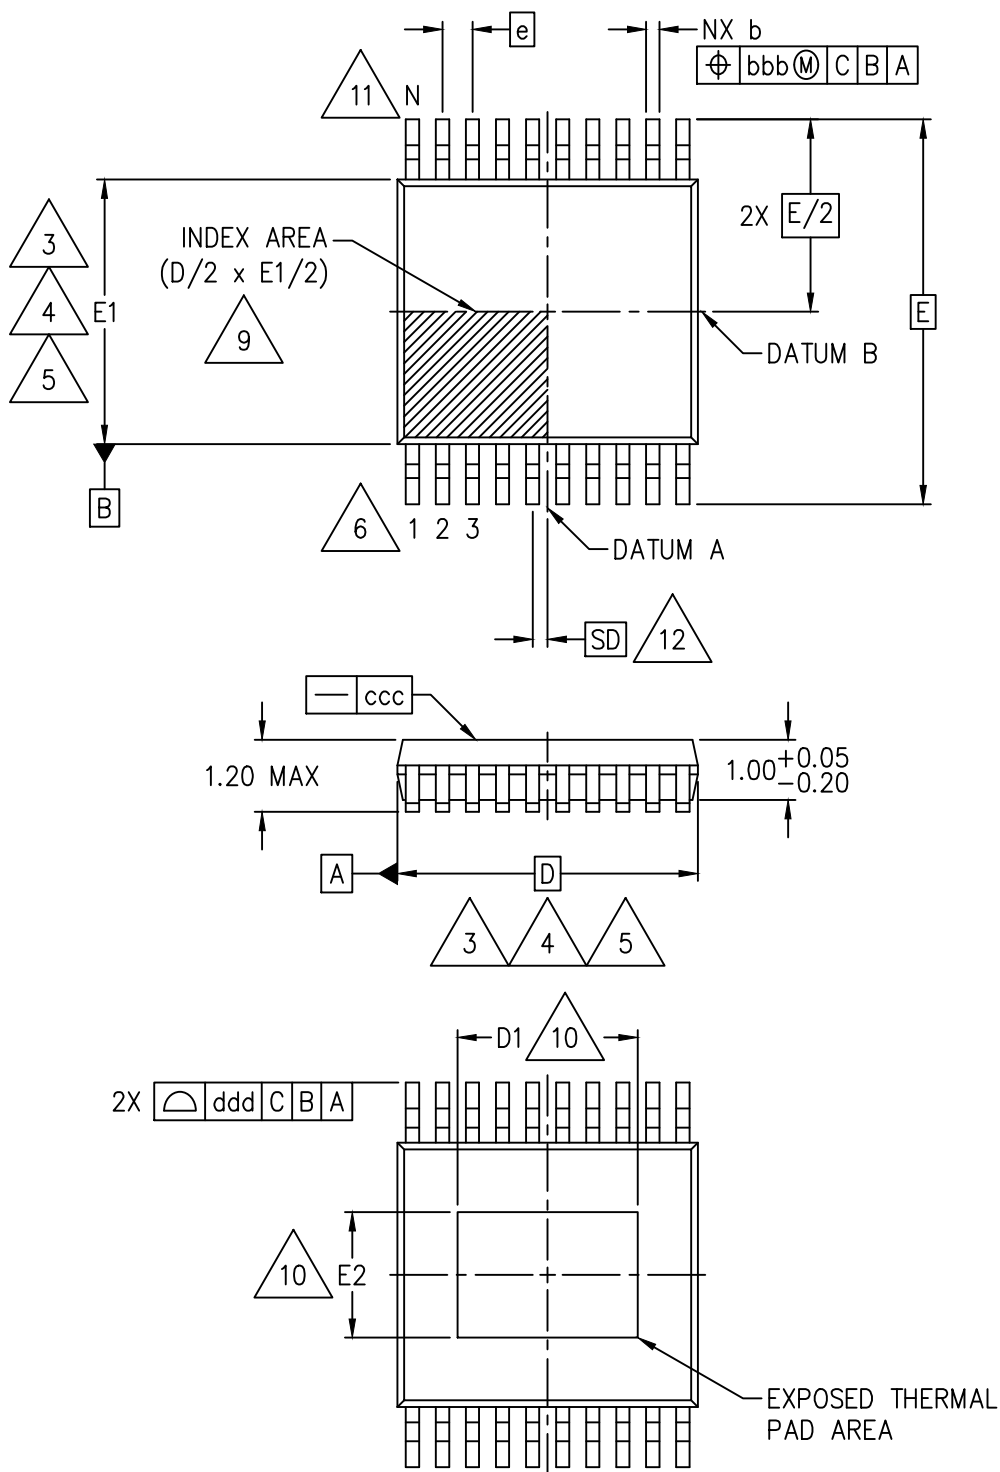 e
NX b
bbb Ⓜ C B A
11 N
3
4
5
E1
INDEX AREA
(D/2 x E1/2)
9
2X E/2
E
DATUM B
B
6 1 2 3
DATUM A
SD 12
ccc
1.20 MAX
1.00 +0.05
−0.20
A
D
3 4 5
D1 10
2X ddd C B A
10 E2
EXPOSED THERMAL
PAD AREA